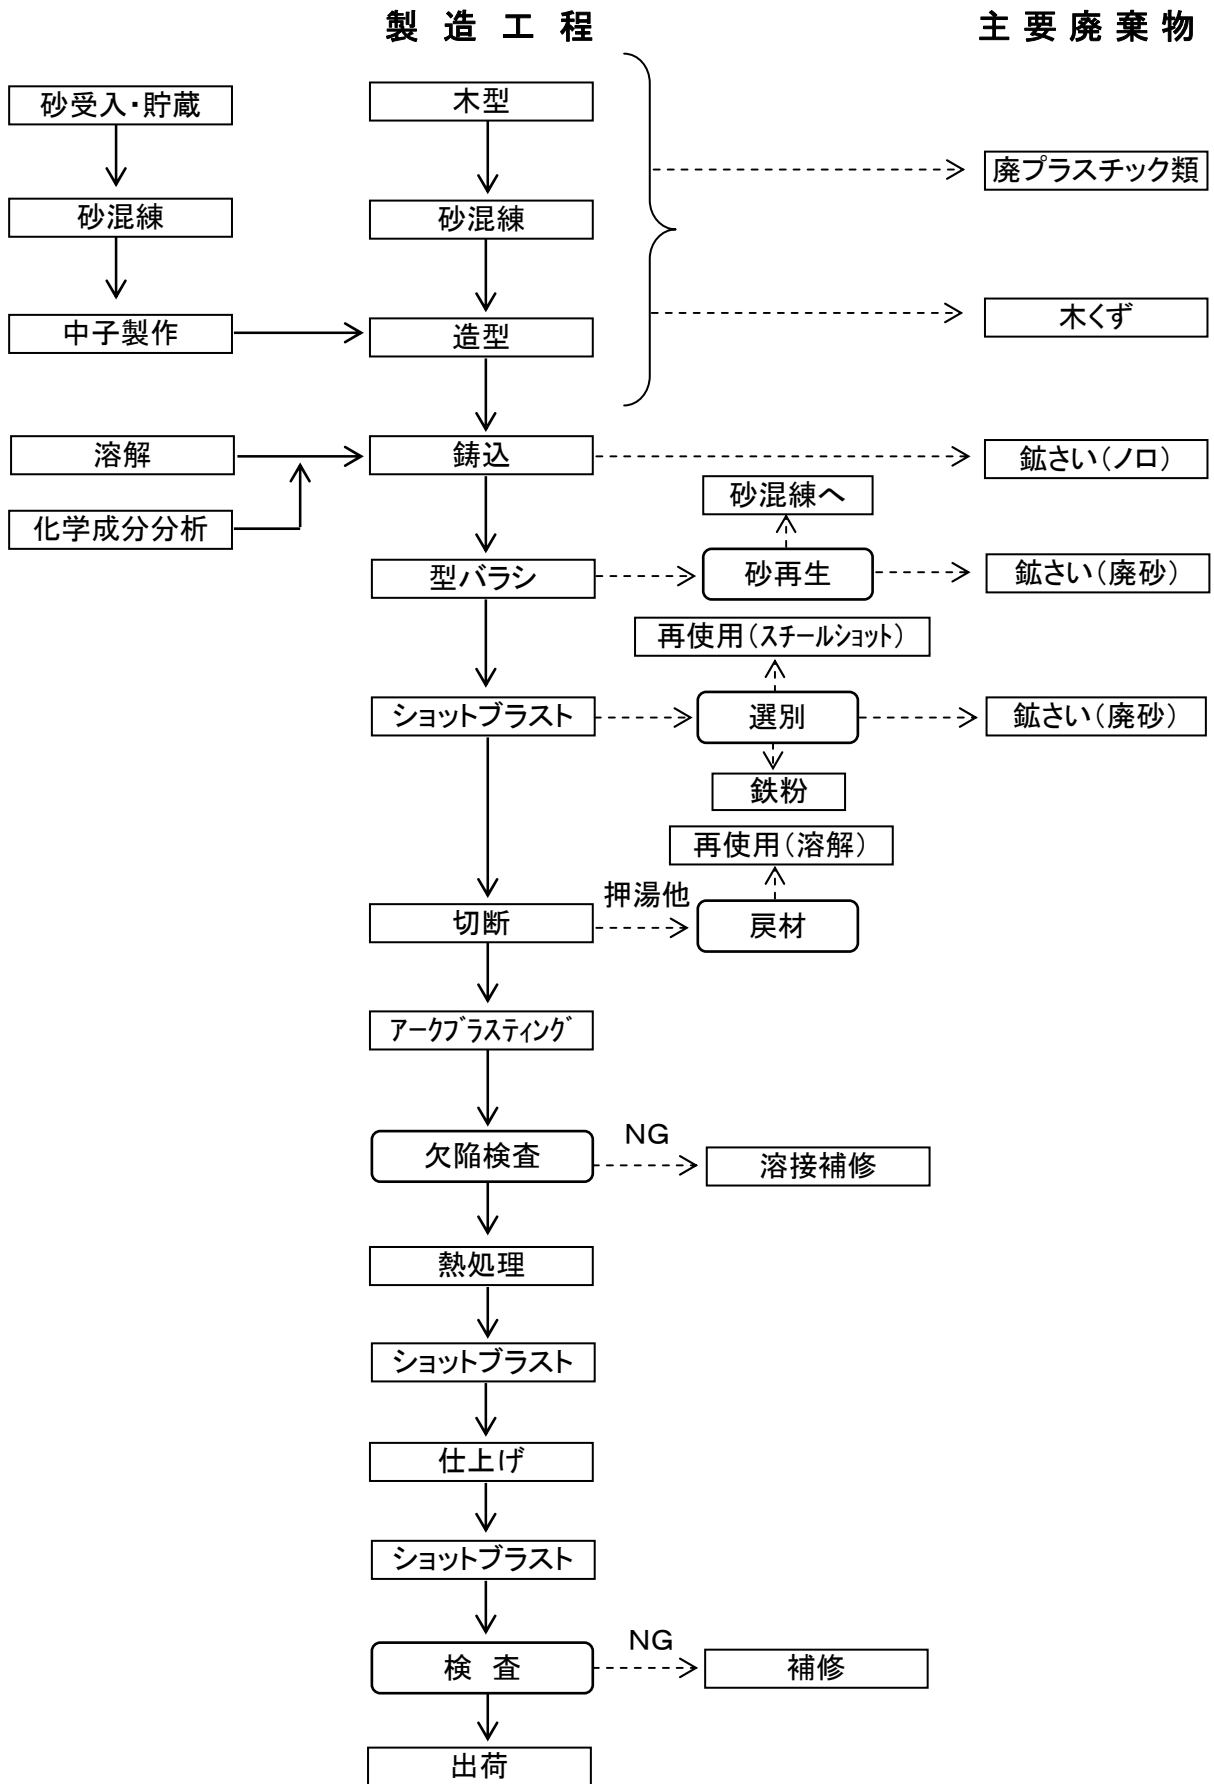 製造工程
主要廃棄物
砂受入・貯蔵
木型
廃プラスチック類
砂混練
砂混練
木くず
中子製作
造型
溶解
鋳込
鉱さい（ノロ）
砂混練へ
化学成分分析
型バラシ
砂再生
鉱さい（廃砂）
再使用（スチールショット）
ショットブラスト
選別
鉱さい（廃砂）
鉄粉
再使用（溶解）
押湯他
切断
戻材
アークブラスティング
欠陥検査
NG
溶接補修
熱処理
ショットブラスト
仕上げ
ショットブラスト
検査
NG
補修
出荷